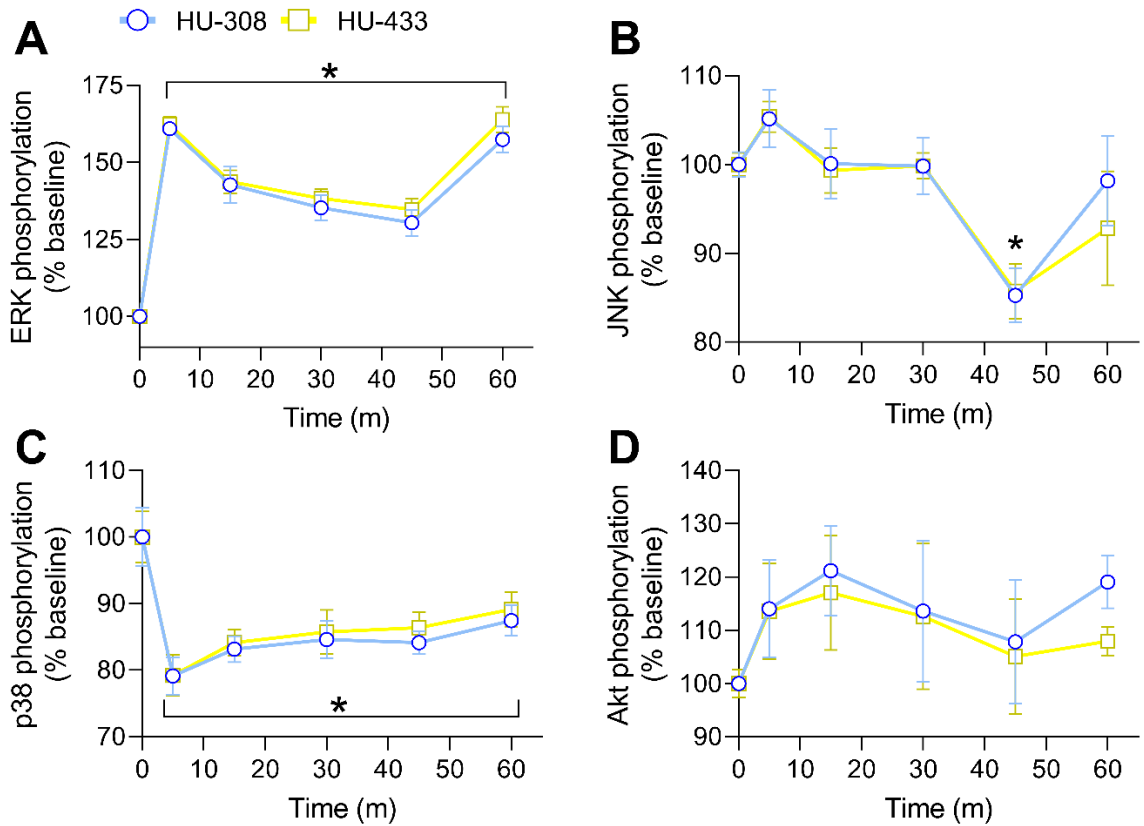 HU-308 HU-433
A
*
ERK phosphorylation
(% baseline)
175
150
125
100
0 10 20 30 40 50 60
Time (m)
B
JNK phosphorylation
(% baseline)
110
100
90
80
*
0 10 20 30 40 50 60
Time (m)
C
p38 phosphorylation
(% baseline)
110
100
90
80
70
*
0 10 20 30 40 50 60
Time (m)
D
Akt phosphorylation
(% baseline)
140
130
120
110
100
90
0 10 20 30 40 50 60
Time (m)